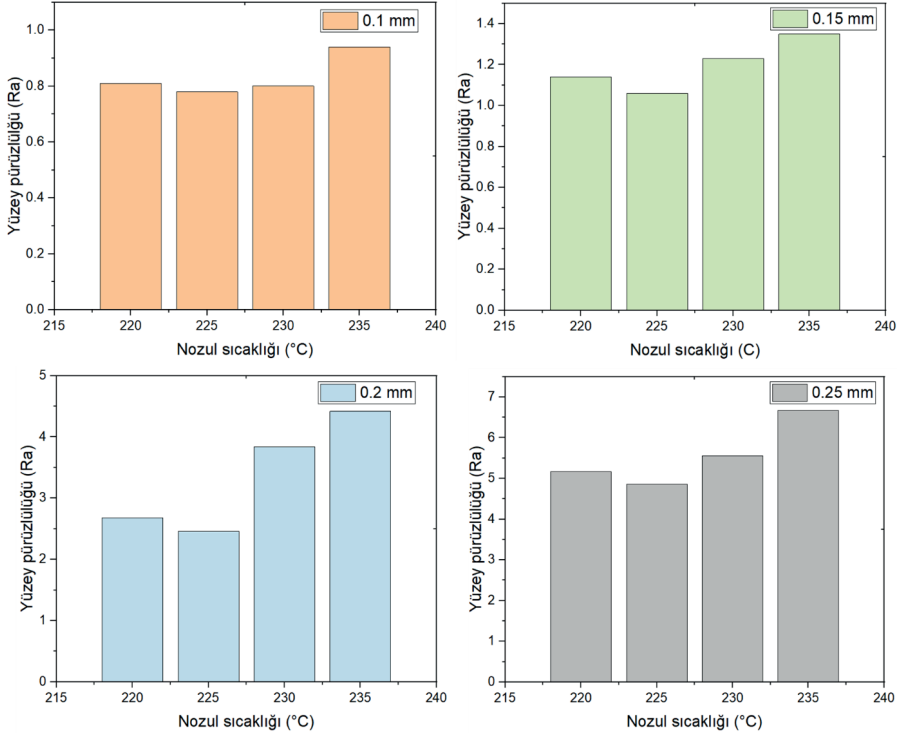 0.1 mm
1.0
0.8
0.6
0.4
0.2
0.0
Yüzey pürüzlülğü (Ra)
215 220 225 230 235 240
Nozul sıcaklığı (°C)
0.15 mm
1.4
1.2
1.0
0.8
0.6
0.4
0.2
0.0
Yüzey pürüzlülüğü (Ra)
215 220 225 230 235 240
Nozul sıcaklığı (C)
0.2 mm
5
4
3
2
1
0
Yüzey pürüzlülüğü (Ra)
215 220 225 230 235 240
Nozul sıcaklığı (°C)
0.25 mm
7
6
5
4
3
2
1
0
Yüzey pürüzlülüğü (Ra)
215 220 225 230 235 240
Nozul sıcaklığı (°C)